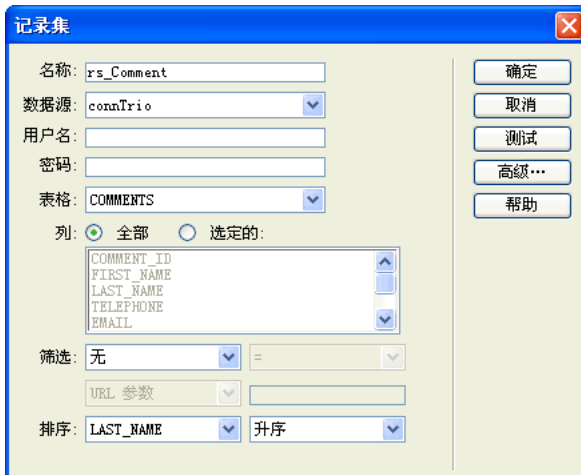 记录集
名称: rs_Comment
确定
数据源: connTrio
取消
用户名:
测试
密码:
高级…
表格: COMMENTS
帮助
列: 全部 选定的:
COMMENT_ID
FIRST_NAME
LAST_NAME
TELEPHONE
EMAIL
筛选: 无 =
URL 参数
排序: LAST_NAME 升序